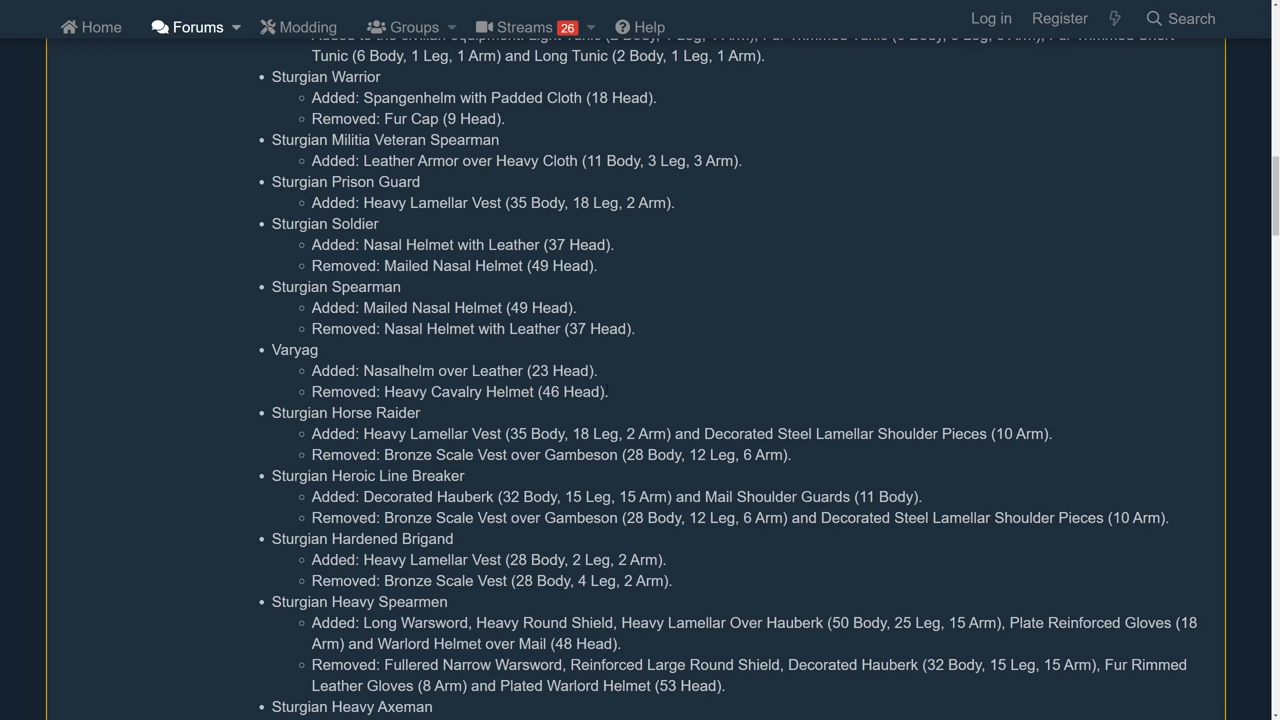 Home
Forums
Modding
Groups
Streams 26
Help
Log in
Register
Search
Tunic (6 Body, 1 Leg, 1 Arm) and Long Tunic (2 Body, 1 Leg, 1 Arm).
• Sturgian Warrior
◦ Added: Spangenhelm with Padded Cloth (18 Head).
◦ Removed: Fur Cap (9 Head).
• Sturgian Militia Veteran Spearman
◦ Added: Leather Armor over Heavy Cloth (11 Body, 3 Leg, 3 Arm).
• Sturgian Prison Guard
◦ Added: Heavy Lamellar Vest (35 Body, 18 Leg, 2 Arm).
• Sturgian Soldier
◦ Added: Nasal Helmet with Leather (37 Head).
◦ Removed: Mailed Nasal Helmet (49 Head).
• Sturgian Spearman
◦ Added: Mailed Nasal Helmet (49 Head).
◦ Removed: Nasal Helmet with Leather (37 Head).
• Varyag
◦ Added: Nasalhelm over Leather (23 Head).
◦ Removed: Heavy Cavalry Helmet (46 Head).
• Sturgian Horse Raider
◦ Added: Heavy Lamellar Vest (35 Body, 18 Leg, 2 Arm) and Decorated Steel Lamellar Shoulder Pieces (10 Arm).
◦ Removed: Bronze Scale Vest over Gambeson (28 Body, 12 Leg, 6 Arm).
• Sturgian Heroic Line Breaker
◦ Added: Decorated Hauberk (32 Body, 15 Leg, 15 Arm) and Mail Shoulder Guards (11 Body).
◦ Removed: Bronze Scale Vest over Gambeson (28 Body, 12 Leg, 6 Arm) and Decorated Steel Lamellar Shoulder Pieces (10 Arm).
• Sturgian Hardened Brigand
◦ Added: Heavy Lamellar Vest (28 Body, 2 Leg, 2 Arm).
◦ Removed: Bronze Scale Vest (28 Body, 4 Leg, 2 Arm).
• Sturgian Heavy Spearmen
◦ Added: Long Warsword, Heavy Round Shield, Heavy Lamellar Over Hauberk (50 Body, 25 Leg, 15 Arm), Plate Reinforced Gloves (18
Arm) and Warlord Helmet over Mail (48 Head).
◦ Removed: Fullered Narrow Warsword, Reinforced Large Round Shield, Decorated Hauberk (32 Body, 15 Leg, 15 Arm), Fur Rimmed
Leather Gloves (8 Arm) and Plated Warlord Helmet (53 Head).
• Sturgian Heavy Axeman